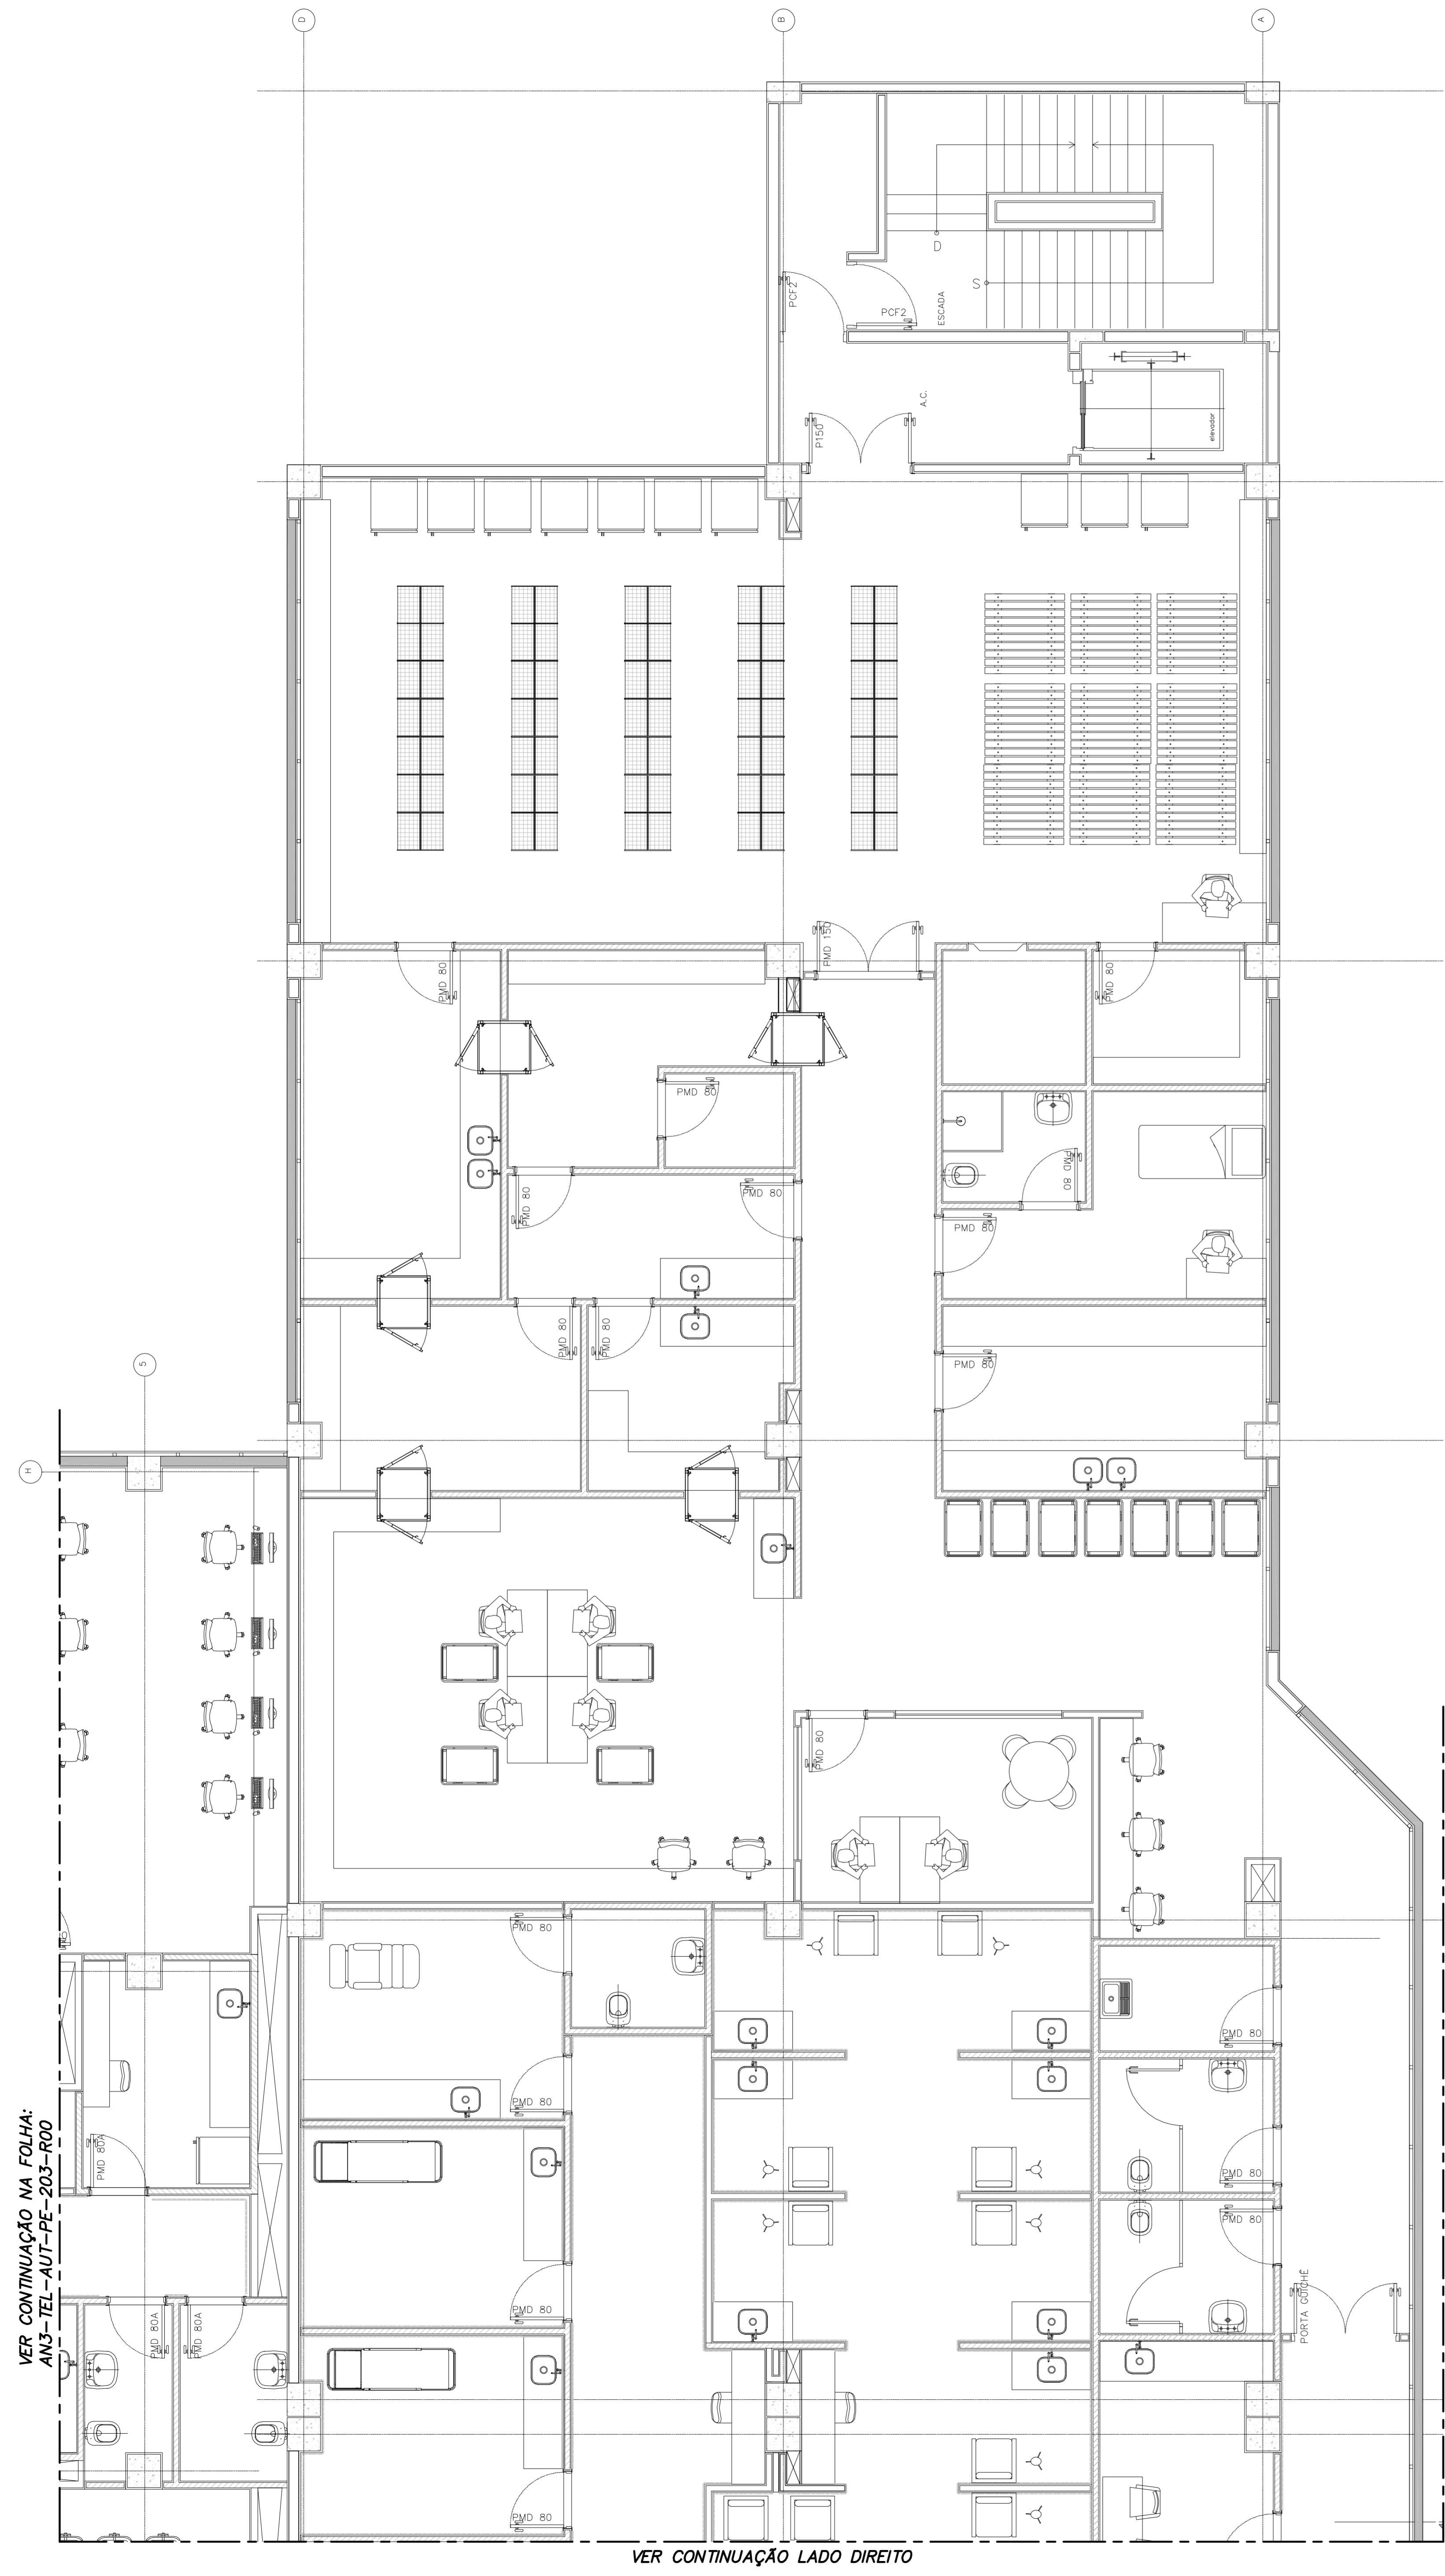 D
B
A
D
S
PCF2
PCF2
ESCADA
P150
A.C.
elevador
PMD 80
PMD 150
PMD 80
PMD 80
PMD 80
PMD 80
PMD 80
PMD 80
PMD 80
PMD 80
PMD 80
5
H
PMD 80
PMD 80
PMD 80
PMD 80
PMD 80A
PMD 80
PMD 80
PMD 80
PORTA GUICHÊ
PMD 80A
PMD 80A
PMD 80
VER CONTINUAÇÃO NA FOLHA:
AN3-TEL-AUT-PE-203-R00
VER CONTINUAÇÃO LADO DIREITO